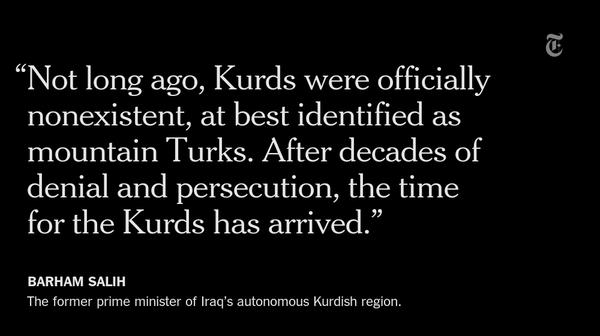 “Not long ago, Kurds were officially
nonexistent, at best identified as
mountain Turks. After decades of
denial and persecution, the time
for the Kurds has arrived.”
BARHAM SALIH
The former prime minister of Iraq’s autonomous Kurdish region.